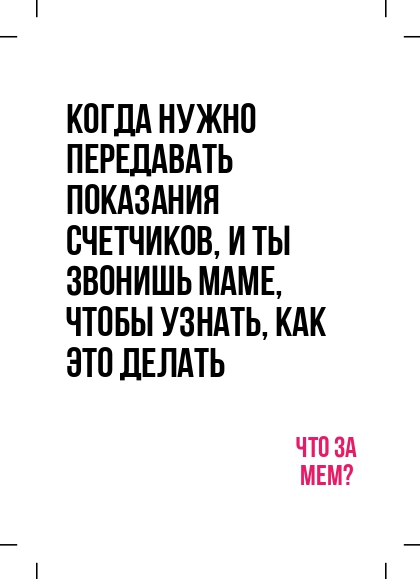 КОГДА НУЖНО
ПЕРЕДАВАТЬ
ПОКАЗАНИЯ
СЧЕТЧИКОВ, И ТЫ
ЗВОНИШЬ МАМЕ,
ЧТОБЫ УЗНАТЬ, КАК
ЭТО ДЕЛАТЬ
ЧТО ЗА
МЕМ?